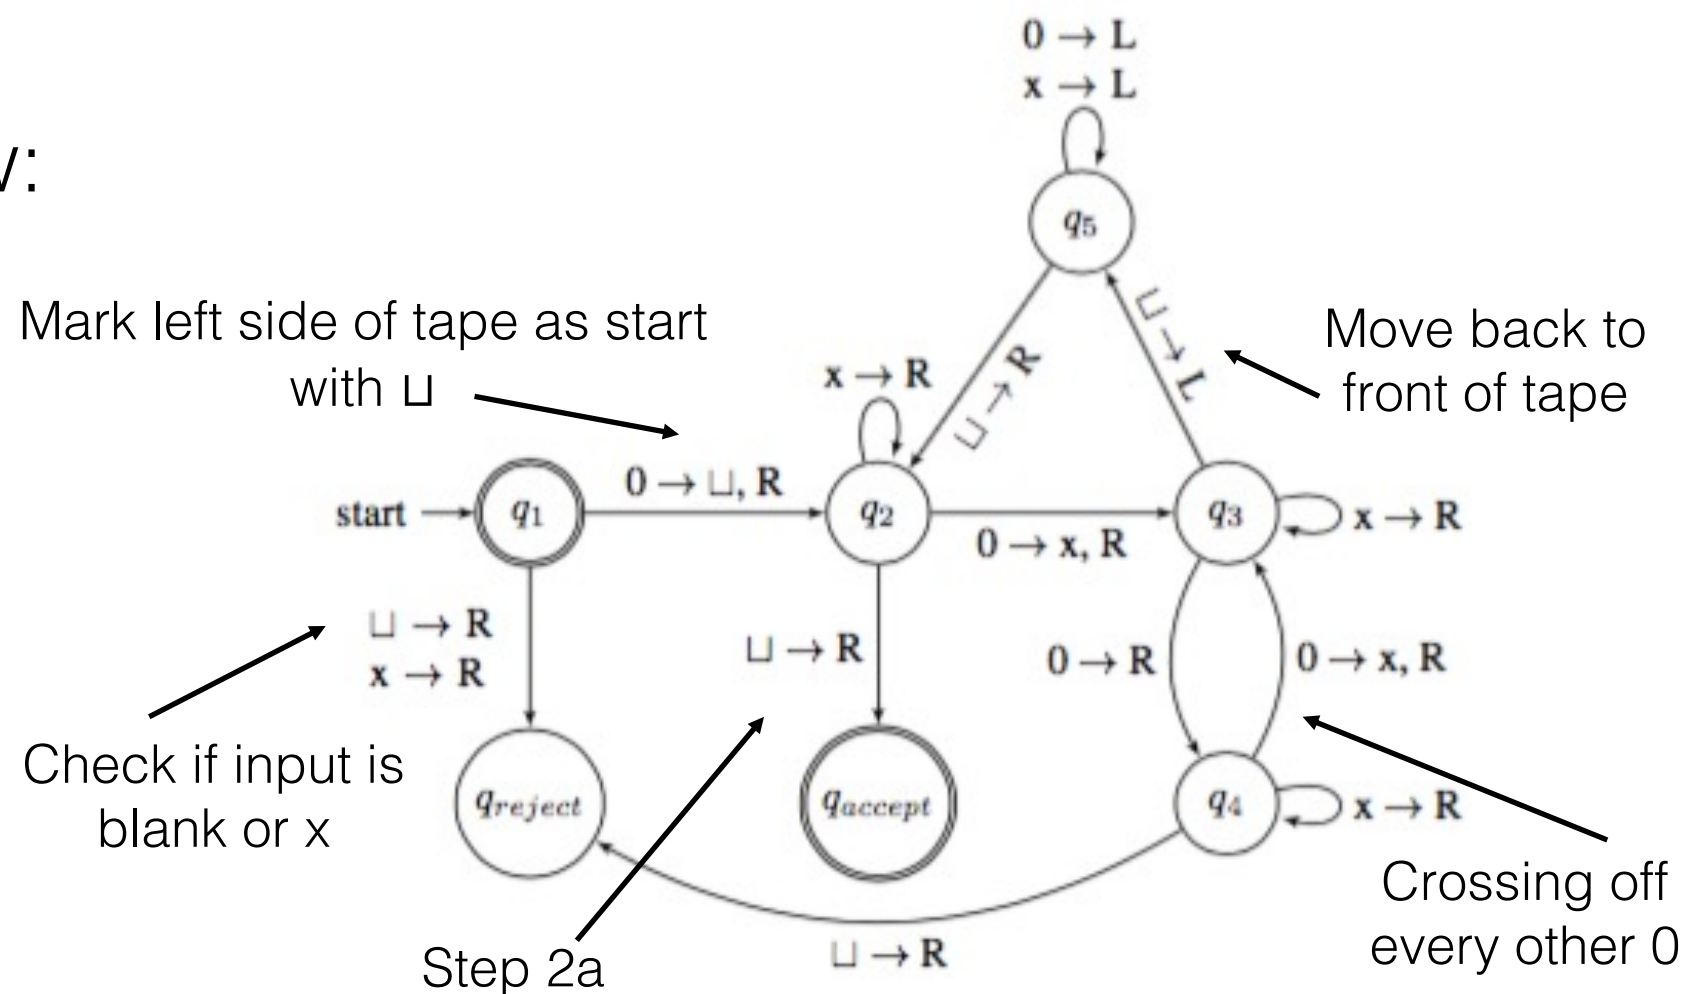 0 → L
x → L
q5
Mark left side of tape as start
with ⊔
x → R
⊔ → R
⊔ → L
Move back to
front of tape
start
q1
0 → ⊔, R
q2
0 → x, R
q3
x → R
⊔ → R
x → R
⊔ → R
0 → R
0 → x, R
Check if input is
blank or x
qreject
qaccept
q4
x → R
Step 2a
⊔ → R
Crossing off
every other 0